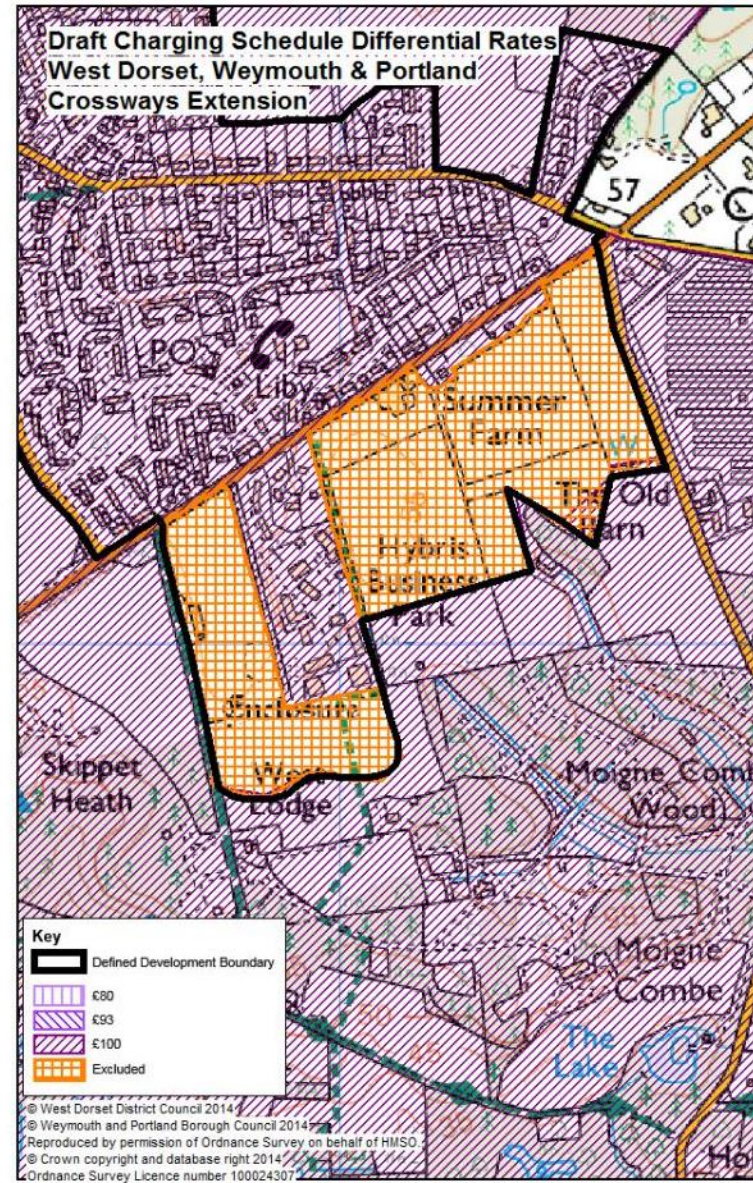 Draft Charging Schedule Differential Rates
West Dorset, Weymouth & Portland
Crossways Extension
57
PO
Liby
Summer
Farm
W
The Old
Barn
Hybris
Business
Park
Enclosure
West
Lodge
Skippet
Heath
Moigne Comb
Wood
Moigne
Combe
The
Lake
Key
Defined Development Boundary
£80
£93
£100
Excluded
© West Dorset District Council 2014
© Weymouth and Portland Borough Council 2014
Reproduced by permission of Ordnance Survey on behalf of HMSO.
© Crown copyright and database right 2014
Ordnance Survey Licence number 100024307
Ho